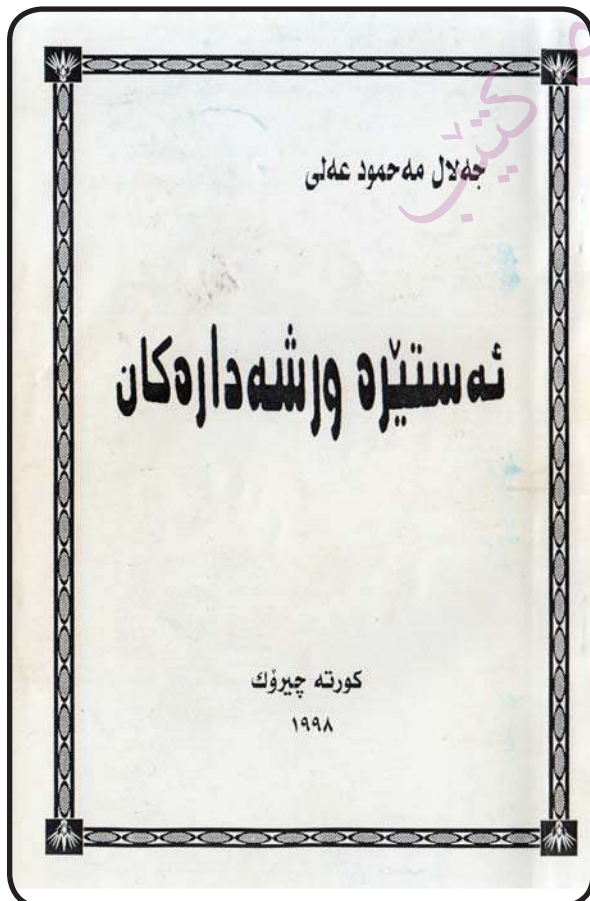 جەلال مەحمود عەلی
ئەستێرە ورشەدارەکان
کورتە چیرۆک
١٩٩٨